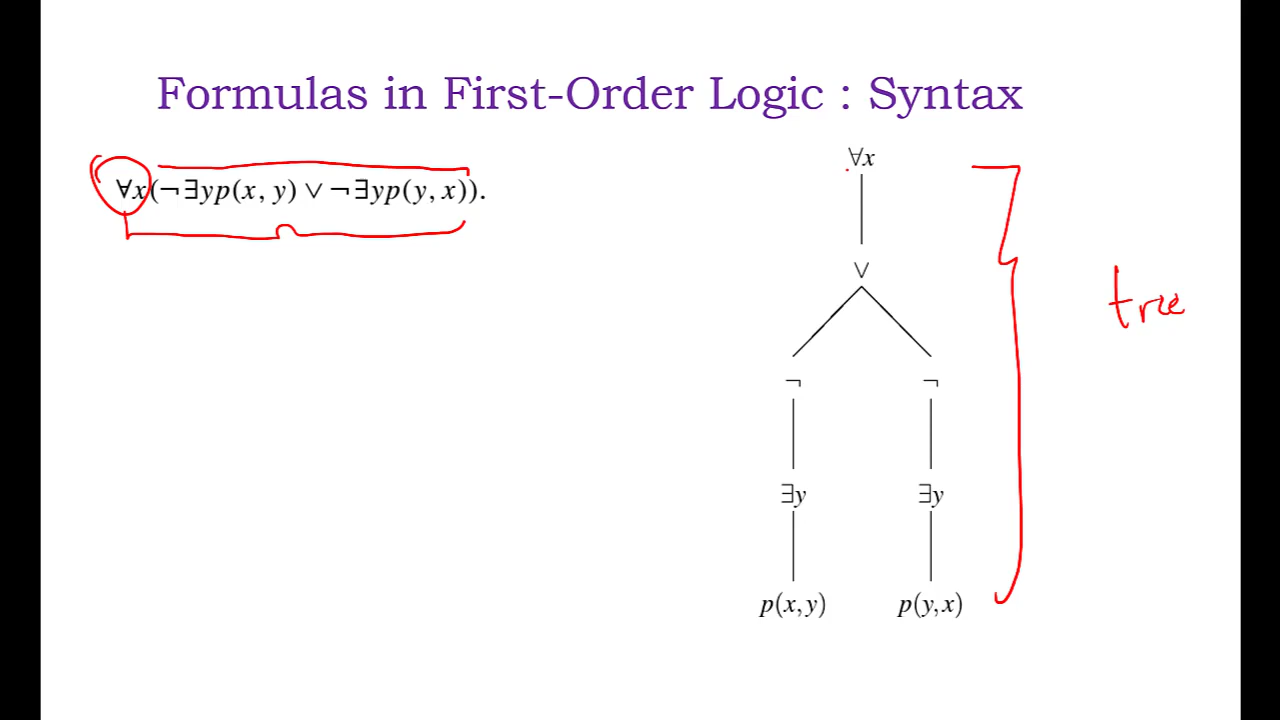 Formulas in First-Order Logic : Syntax
∀x(¬∃yp(x, y) ∨ ¬∃yp(y, x)).
∀x
∨
¬ ¬
∃y ∃y
p(x,y) p(y,x)
tree